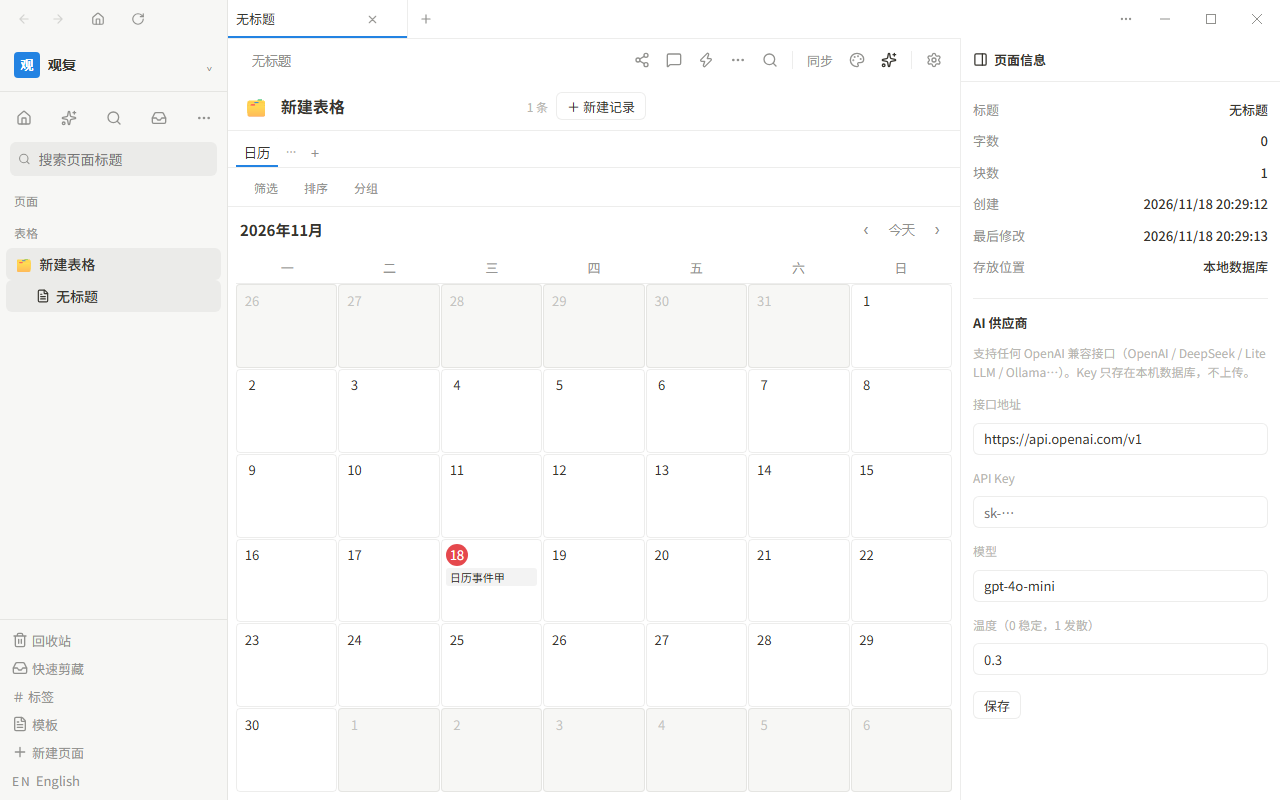 无标题
观 观复
搜索页面标题
页面
表格
新建表格
无标题
回收站
快速剪藏
# 标签
模板
新建页面
EN English
无标题
同步
新建表格
1 条
+ 新建记录
日历 ··· +
筛选 排序 分组
2026年11月
‹ 今天 ›
一 二 三 四 五 六 日
26 27 28 29 30 31 1
2 3 4 5 6 7 8
9 10 11 12 13 14 15
16 17 18 19 20 21 22
日历事件甲
23 24 25 26 27 28 29
30 1 2 3 4 5 6
页面信息
标题 无标题
字数 0
块数 1
创建 2026/11/18 20:29:12
最后修改 2026/11/18 20:29:13
存放位置 本地数据库
AI 供应商
支持任何 OpenAI 兼容接口（OpenAI / DeepSeek / Lite
LLM / Ollama…）。Key 只存在本机数据库，不上传。
接口地址
https://api.openai.com/v1
API Key
sk-…
模型
gpt-4o-mini
温度（0 稳定，1 发散）
0.3
保存